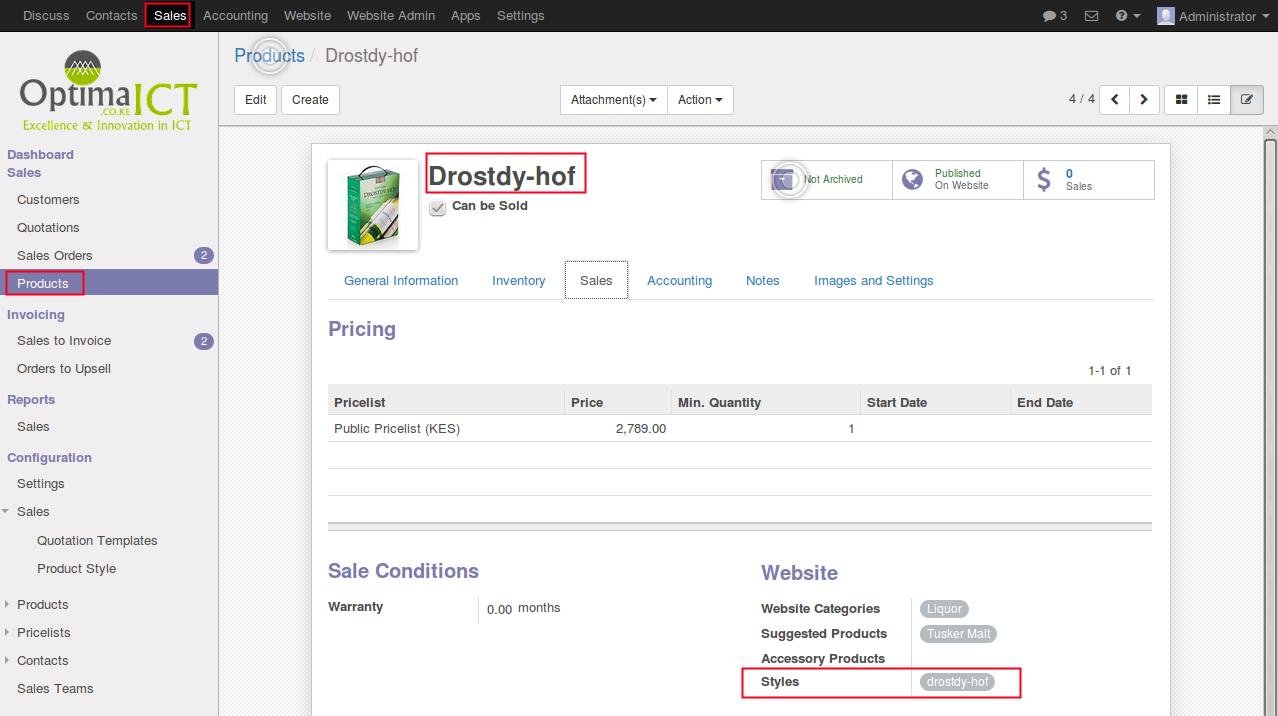 Discuss Contacts Sales Accounting Website Website Admin Apps Settings 3 Administrator
OptimaICT
.CO.KE
Excellence & Innovation in ICT
Dashboard
Sales
Customers
Quotations
Sales Orders 2
Products
Invoicing
Sales to Invoice 2
Orders to Upsell
Reports
Sales
Configuration
Settings
Sales
Quotation Templates
Product Style
Products
Pricelists
Contacts
Sales Teams
Products / Drostdy-hof
Edit Create Attachment(s) Action 4 / 4
DROSTDY HOF
Drostdy-hof
Can be Sold
Not Archived
Published
On Website
$ 0
Sales
General Information Inventory Sales Accounting Notes Images and Settings
Pricing
1-1 of 1
Pricelist Price Min. Quantity Start Date End Date
Public Pricelist (KES) 2,789.00 1
Sale Conditions
Warranty 0.00 months
Website
Website Categories Liquor
Suggested Products Tusker Malt
Accessory Products
Styles drostdy-hof